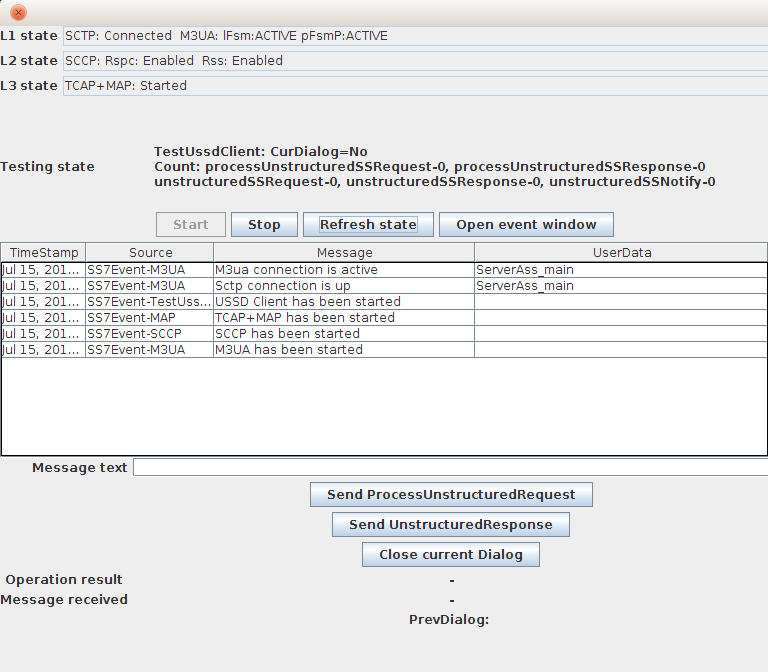 L1 state SCTP: Connected M3UA: lFsm:ACTIVE pFsmP:ACTIVE
L2 state SCCP: Rspc: Enabled Rss: Enabled
L3 state TCAP+MAP: Started
TestUssdClient: CurDialog=No
Testing state Count: processUnstructuredSSRequest-0, processUnstructuredSSResponse-0
unstructuredSSRequest-0, unstructuredSSResponse-0, unstructuredSSNotify-0
Start Stop Refresh state Open event window
TimeStamp Source Message UserData
Jul 15, 201... SS7Event-M3UA M3ua connection is active ServerAss_main
Jul 15, 201... SS7Event-M3UA Sctp connection is up ServerAss_main
Jul 15, 201... SS7Event-TestUss... USSD Client has been started
Jul 15, 201... SS7Event-MAP TCAP+MAP has been started
Jul 15, 201... SS7Event-SCCP SCCP has been started
Jul 15, 201... SS7Event-M3UA M3UA has been started
Message text
Send ProcessUnstructuredRequest
Send UnstructuredResponse
Close current Dialog
Operation result -
Message received -
PrevDialog: